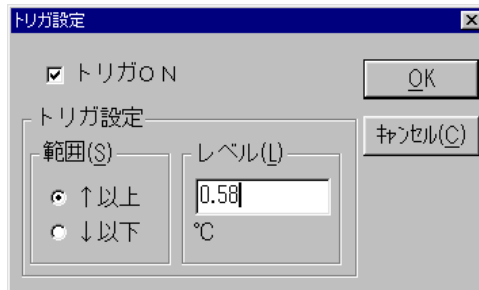 トリガ設定
トリガON
OK
キャンセル(C)
トリガ設定
範囲(S)
↑以上
↓以下
レベル(L)
0.58
℃